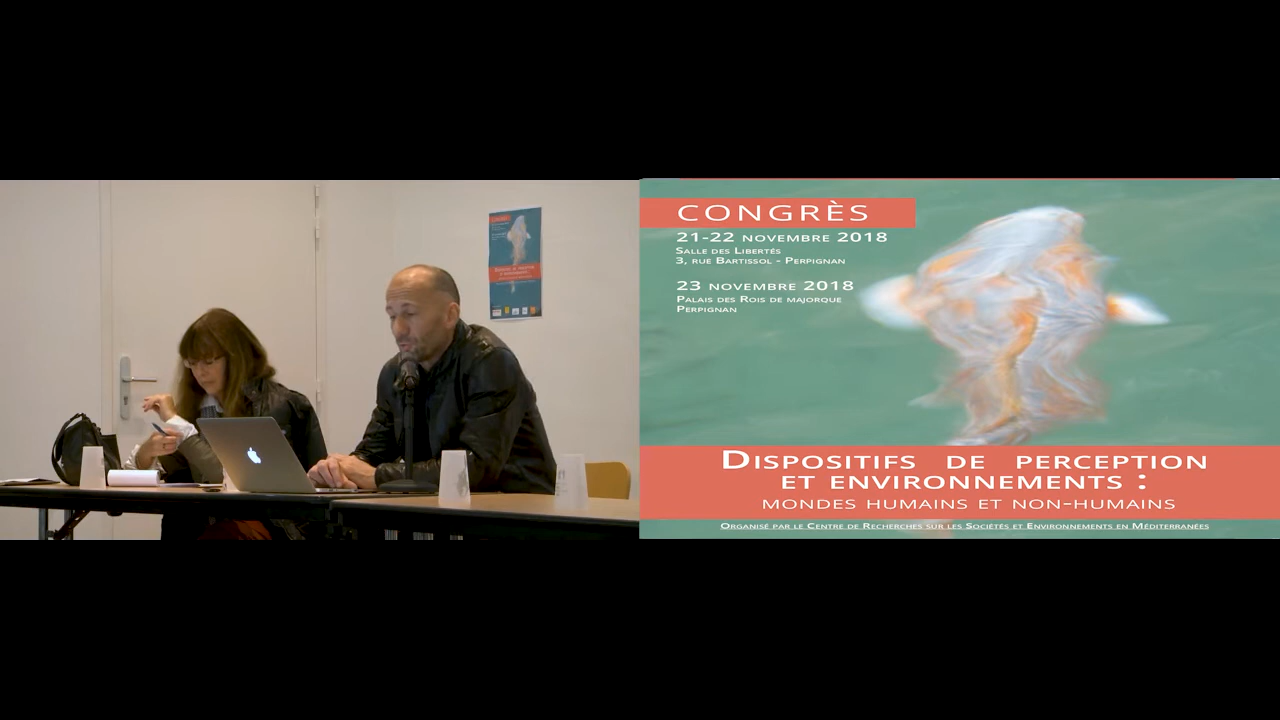 CONGRÈS
21-22 NOVEMBRE 2018
SALLE DES LIBERTÉS
3, RUE BARTISSOL - PERPIGNAN
23 NOVEMBRE 2018
PALAIS DES ROIS DE MAJORQUE
PERPIGNAN
DISPOSITIFS DE PERCEPTION
ET ENVIRONNEMENTS :
MONDES HUMAINS ET NON-HUMAINS
ORGANISÉ PAR LE CENTRE DE RECHERCHES SUR LES SOCIÉTÉS ET ENVIRONNEMENTS EN MÉDITERRANÉES